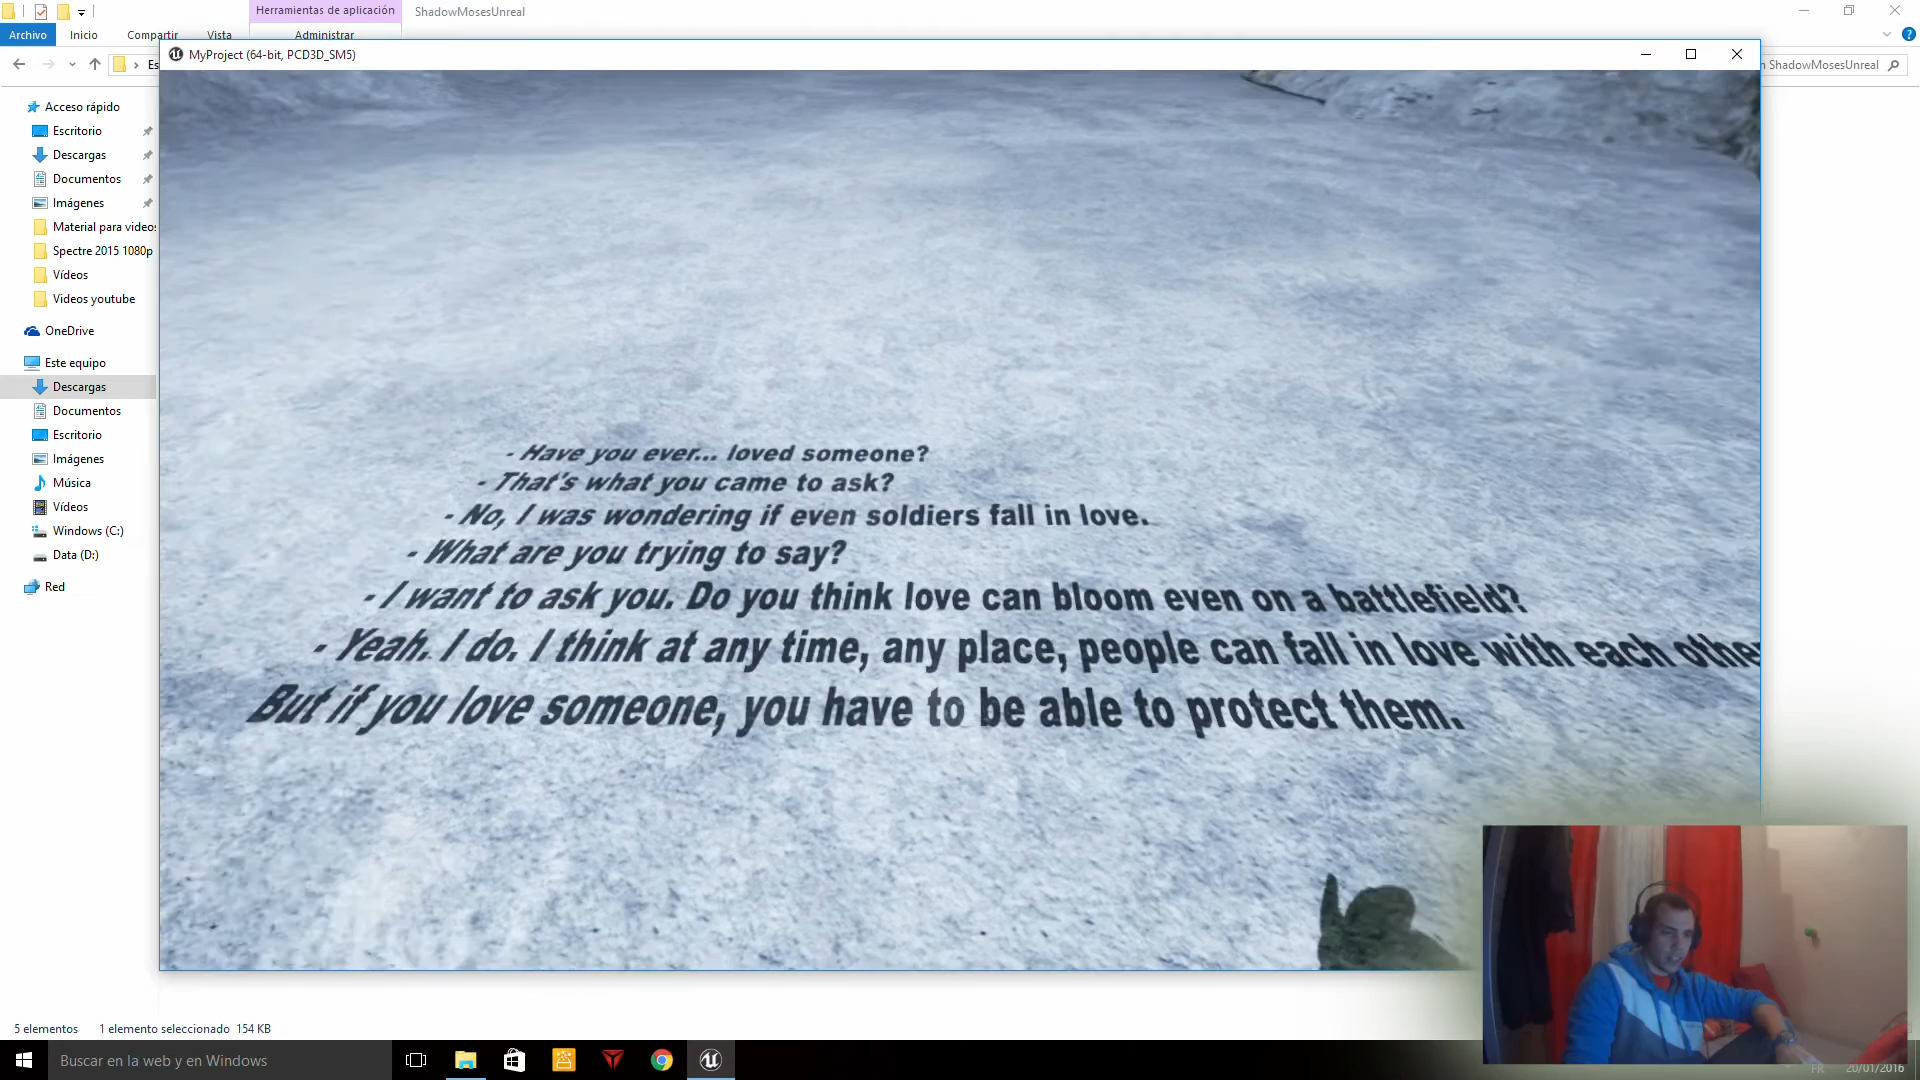 Herramientas de aplicación
ShadowMosesUnreal
Archivo
Inicio
Compartir
Vista
Administrar
MyProject (64-bit, PCD3D_SM5)
Es
ShadowMosesUnreal
Acceso rápido
Escritorio
Descargas
Documentos
Imágenes
Material para videos
Spectre 2015 1080p
Vídeos
Videos youtube
OneDrive
Este equipo
Descargas
Documentos
Escritorio
Imágenes
Música
Vídeos
Windows (C:)
Data (D:)
Red
- Have you ever... loved someone?
- That's what you came to ask?
- No, I was wondering if even soldiers fall in love.
- What are you trying to say?
- I want to ask you. Do you think love can bloom even on a battlefield?
- Yeah. I do. I think at any time, any place, people can fall in love with each othe
But if you love someone, you have to be able to protect them.
5 elementos
1 elemento seleccionado 154 KB
Buscar en la web y en Windows
FR
20/01/2016